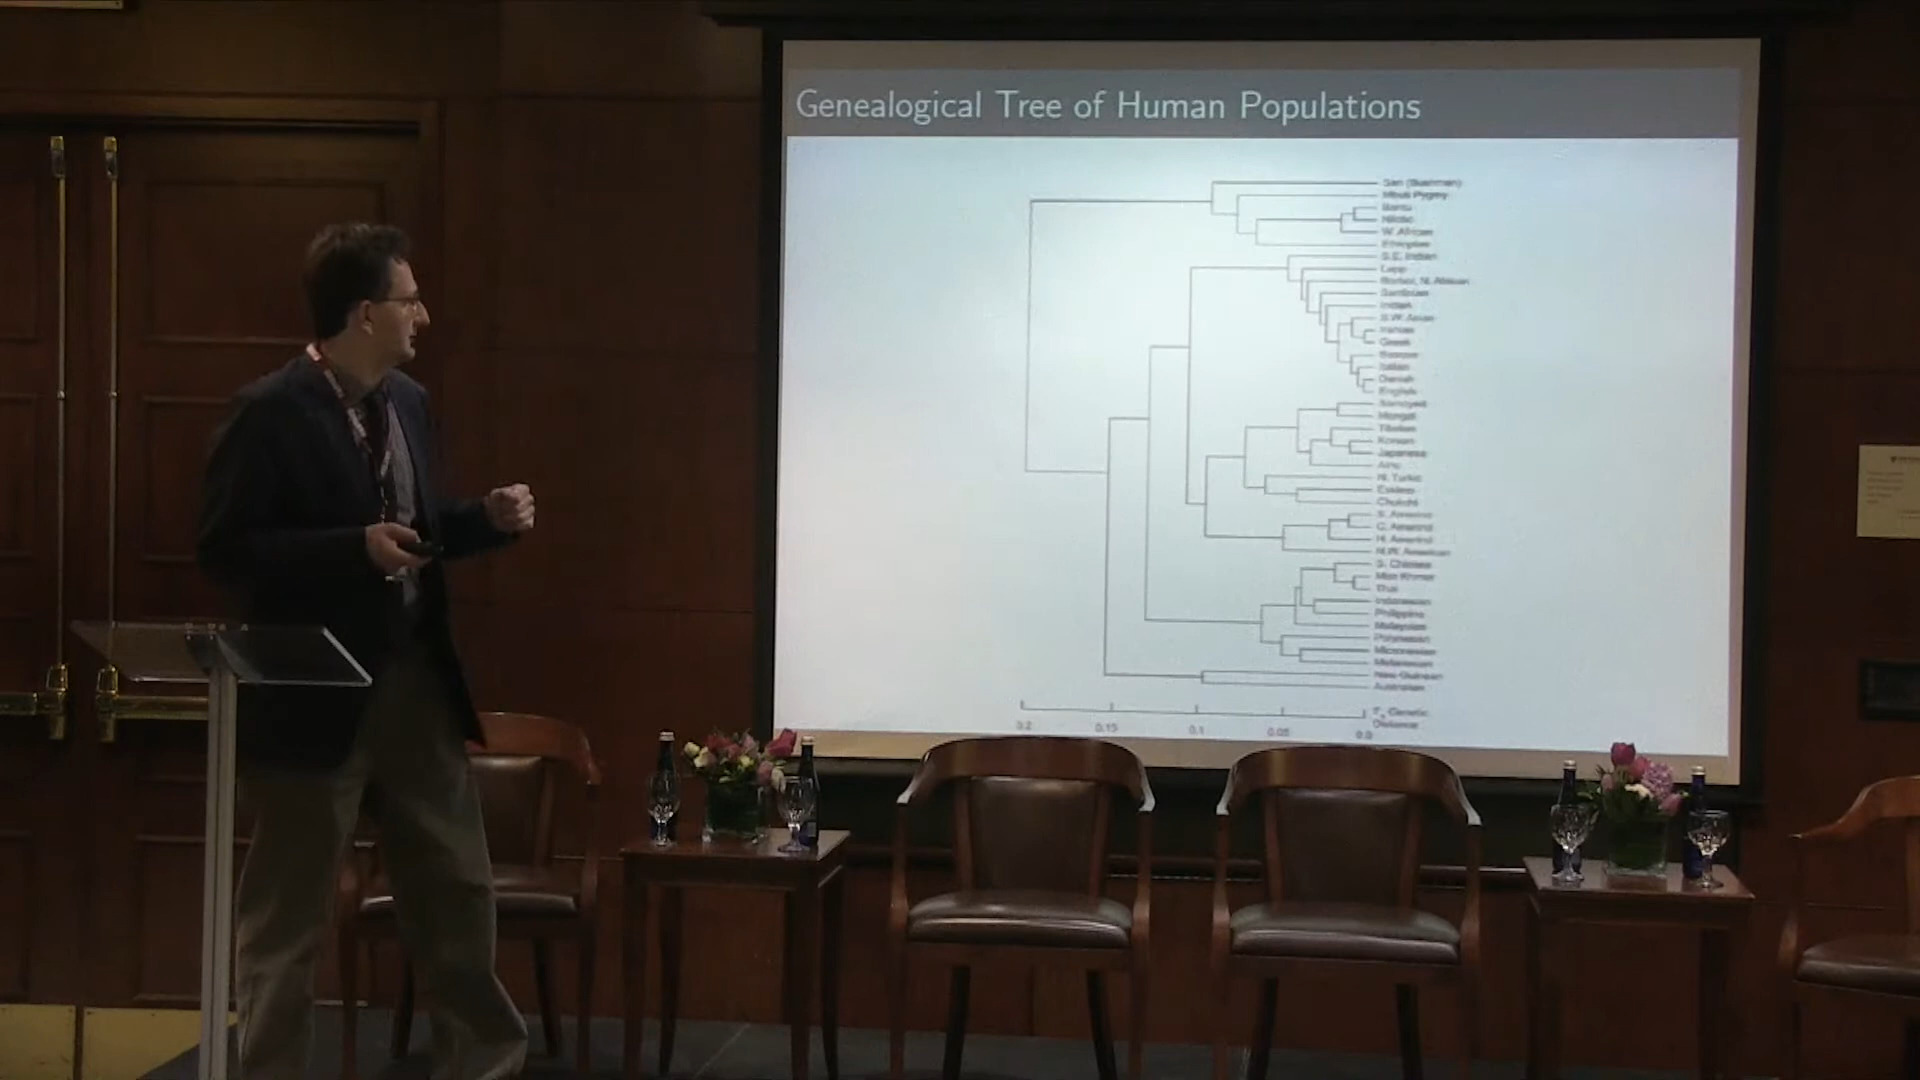 Genealogical Tree of Human Populations
San (Bushman)
Mbuti Pygmy
Bantu
Nilotic
W. African
Ethiopian
S.E. Indian
Lapp
Berber, N. African
Sardinian
Indian
S.W. Asian
Iranian
Greek
Basque
Italian
Danish
English
Samoyed
Mongol
Tibetan
Korean
Japanese
Ainu
N. Turkic
Eskimo
Chukchi
S. Amerind
C. Amerind
N. Amerind
N.W. American
S. Chinese
Mon Khmer
Thai
Indonesian
Philippine
Malaysian
Polynesian
Micronesian
Melanesian
New Guinean
Australian
Genetic
Distance
0.2 0.15 0.1 0.05 0.0